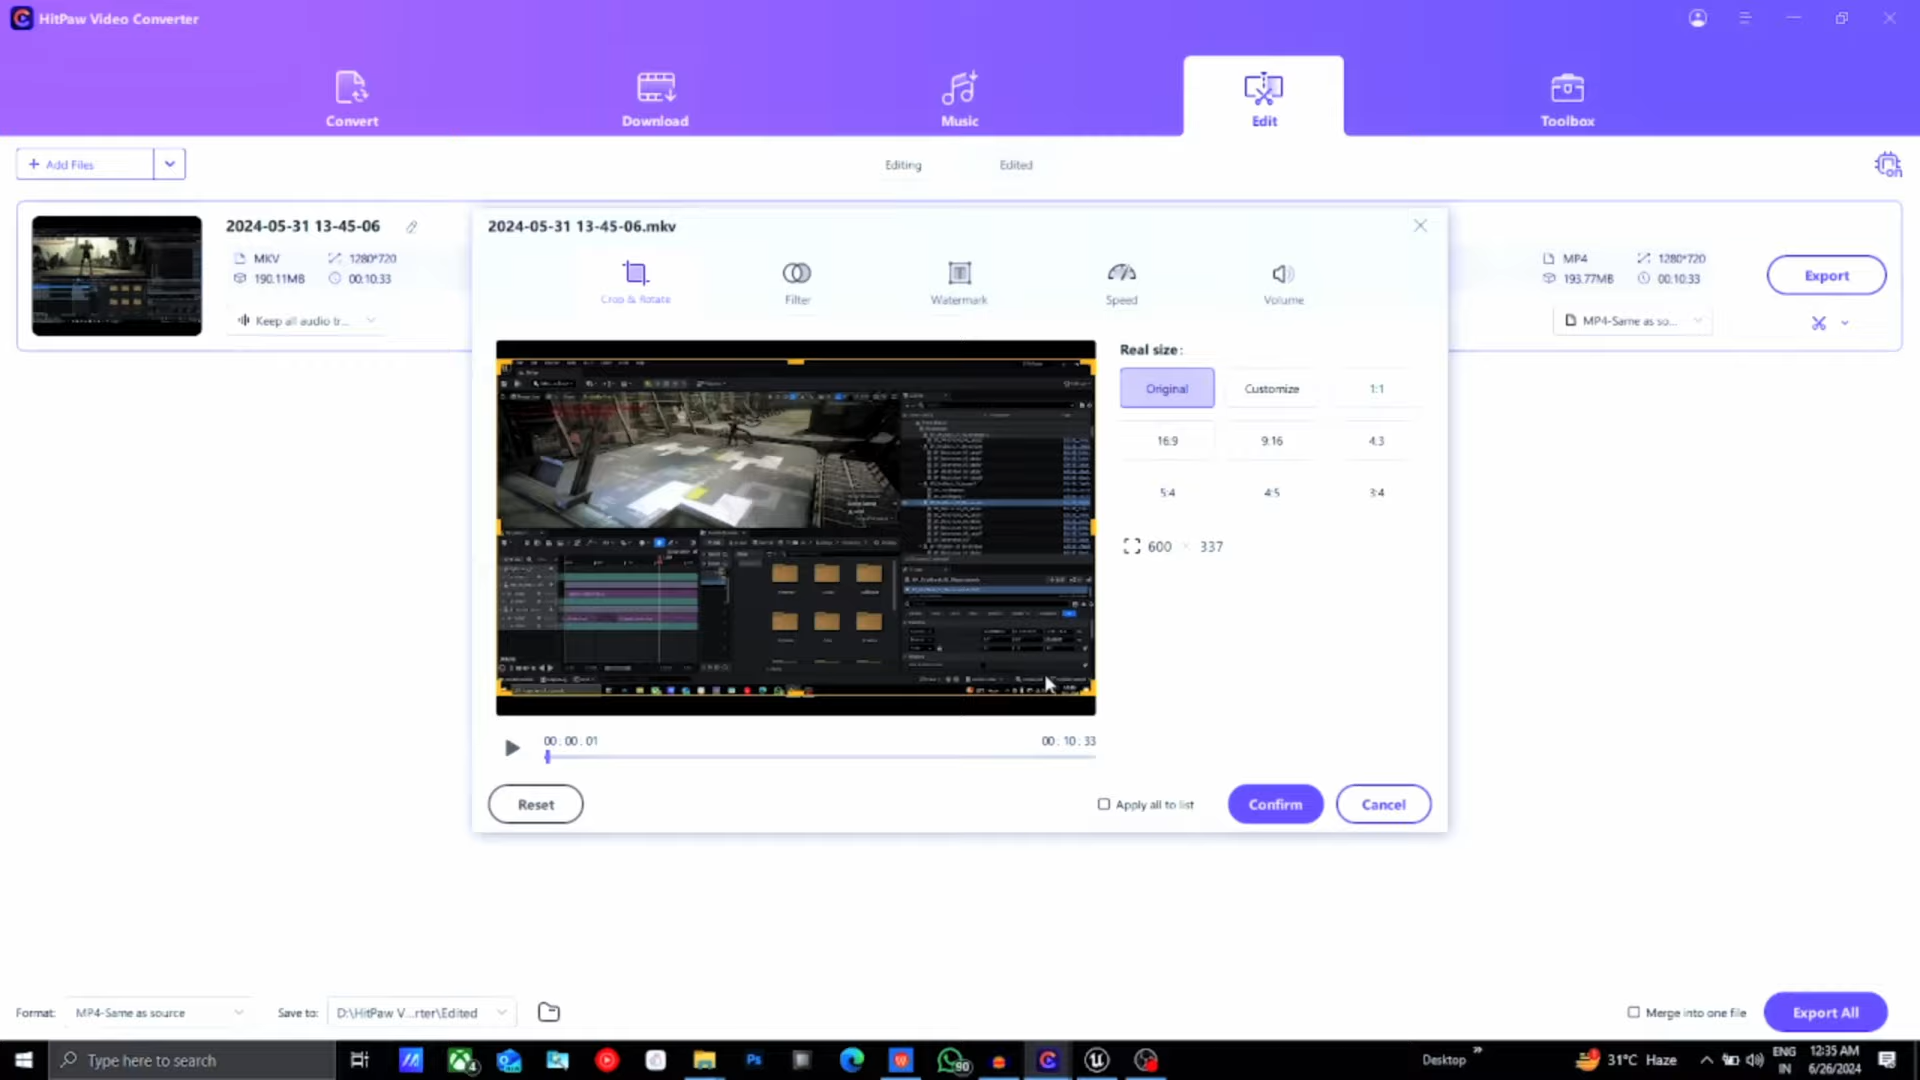 HitPaw Video Converter
Convert
Download
Music
Edit
Toolbox
+ Add Files
Editing
Edited
2024-05-31 13-45-06
MKV
1280*720
190.11MB
00:10:33
Keep all audio tr...
2024-05-31 13-45-06.mkv
Crop & Rotate
Filter
Watermark
Speed
Volume
MP4
1280*720
193.77MB
00:10:33
MP4-Same as so...
Export
Real size:
Original
Customize
1:1
16:9
9:16
4:3
5:4
4:5
3:4
600 × 337
00:00:01
00:10:33
Reset
Apply all to list
Confirm
Cancel
Format:
MP4-Same as source
Save to:
D:\HitPaw V...rter\Edited
Merge into one file
Export All
Type here to search
4
Ps
90
Desktop
31°C Haze
ENG
IN
12:35 AM
6/26/2024